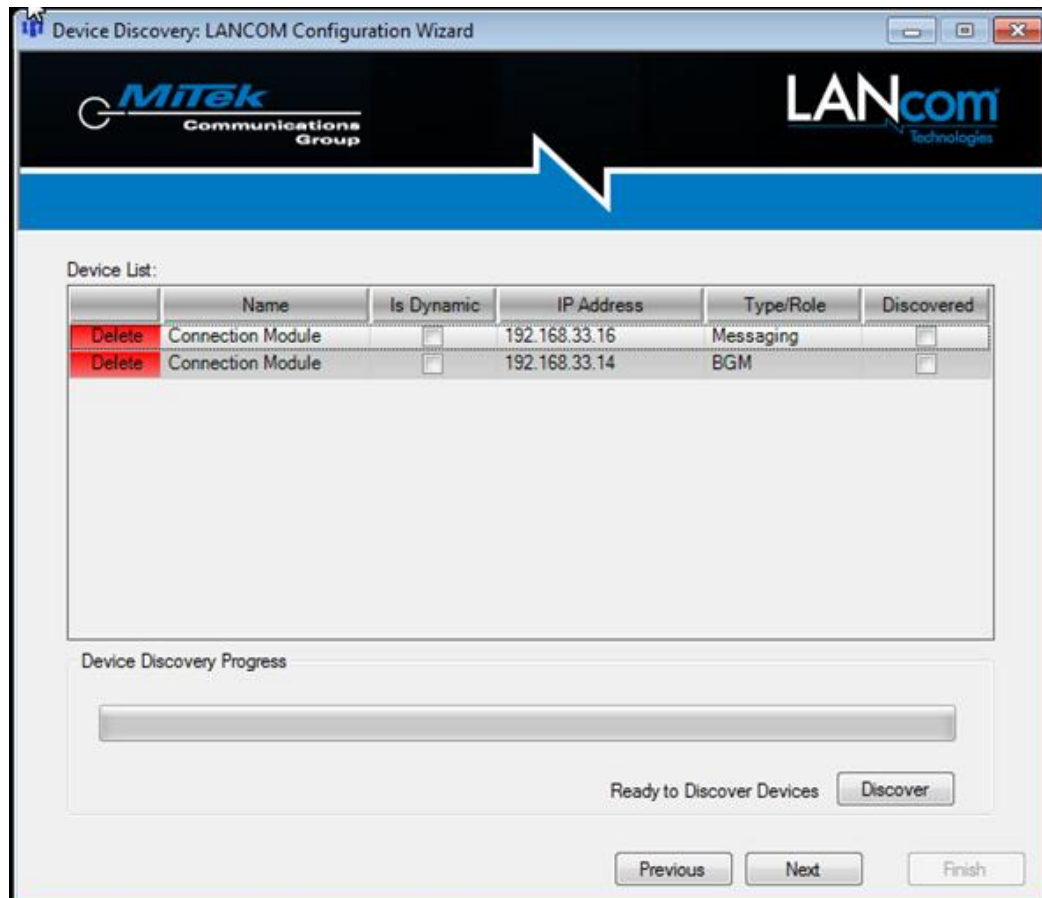 Device Discovery: LANCOM Configuration Wizard
MiTek
Communications
Group
LANcom
Technologies
Device List:
Name Is Dynamic IP Address Type/Role Discovered
Delete Connection Module 192.168.33.16 Messaging
Delete Connection Module 192.168.33.14 BGM
Device Discovery Progress
Ready to Discover Devices Discover
Previous Next Finish